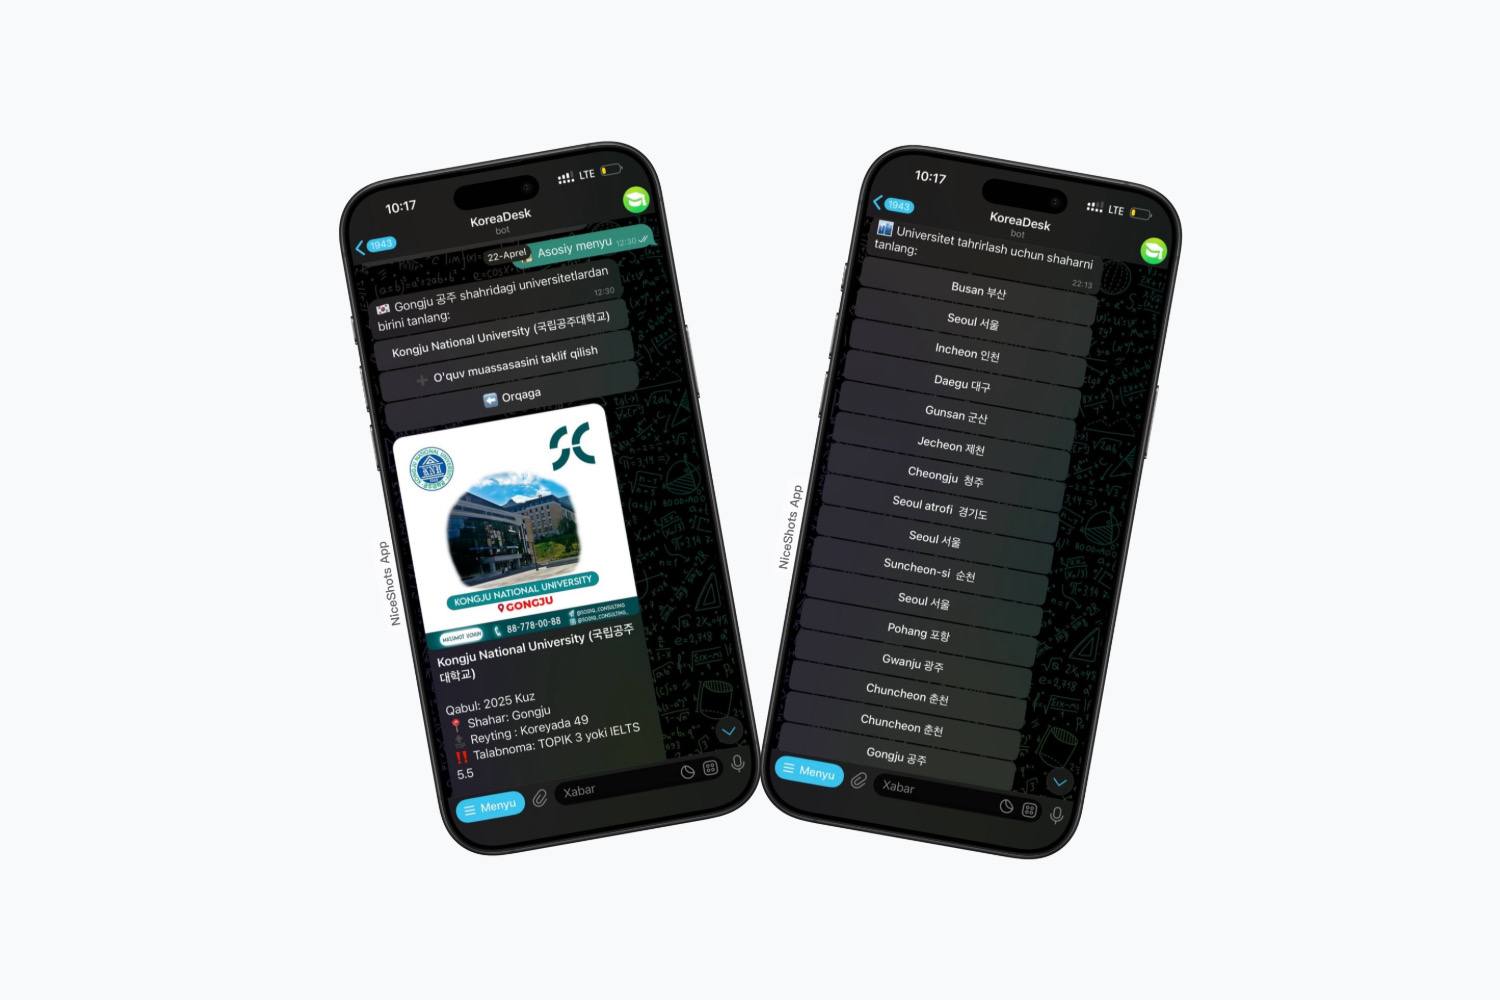 10:17
LTE
1943
KoreaDesk
bot
22-Aprel
Asosiy menyu 12:30
🇰🇷 Gongju 공주 shahridagi universitetlardan
birini tanlang:
12:30
Kongju National University (국립공주대학교)
➕ O'quv muassasasini taklif qilish
⬅️ Orqaga
KONGJU NATIONAL UNIVERSITY
GONGJU
HUJJAT TOPSHIRISH
88-778-00-88
Kongju National University (국립공주
대학교)
Qabul: 2025 Kuz
📍 Shahar: Gongju
Reyting : Koreyada 49
‼️ Talabnoma: TOPIK 3 yoki IELTS
5.5
Menyu
Xabar
NiceShots App
10:17
LTE
1943
KoreaDesk
bot
Universitet tahrirlash uchun shaharni
tanlang:
22:13
Busan 부산
Seoul 서울
Incheon 인천
Daegu 대구
Gunsan 군산
Jecheon 제천
Cheongju 청주
Seoul atrofi 경기도
Seoul 서울
Suncheon-si 순천
Seoul 서울
Pohang 포항
Gwanju 광주
Chuncheon 춘천
Chuncheon 춘천
Gongju 공주
Menyu
Xabar
NiceShots App